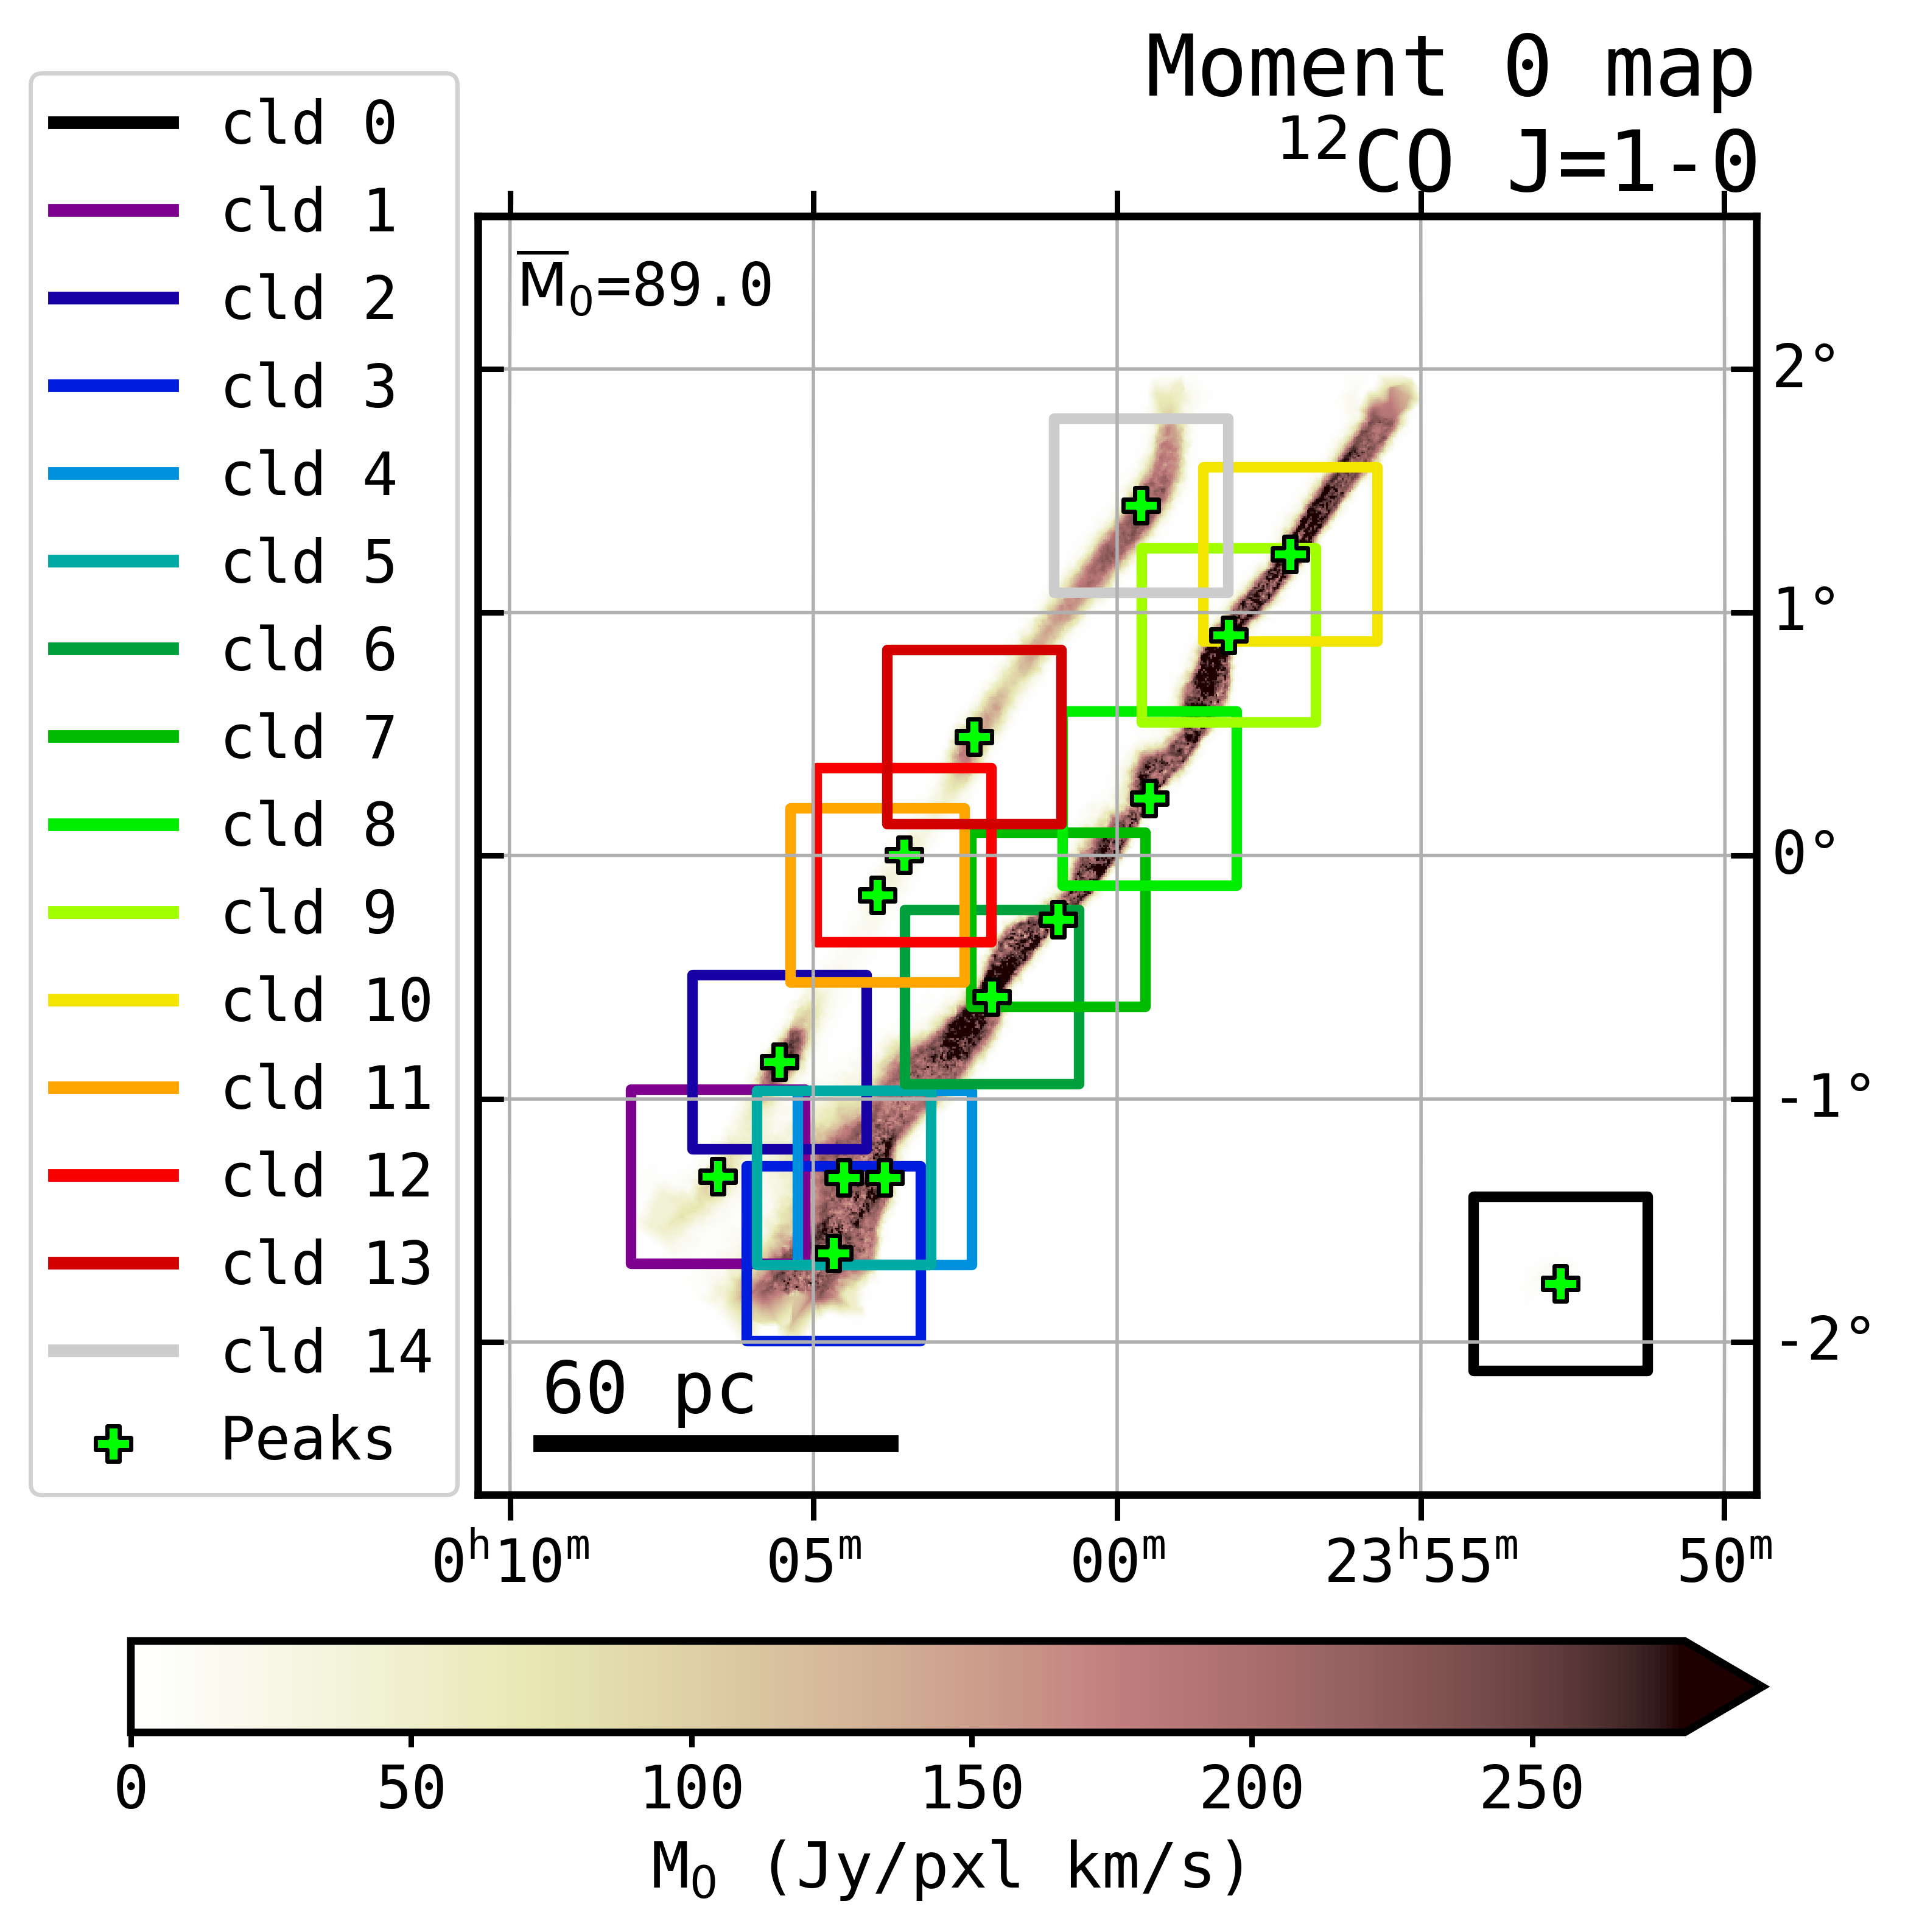 Moment 0 map
¹²CO J=1-0
cld 0
cld 1
cld 2
cld 3
cld 4
cld 5
cld 6
cld 7
cld 8
cld 9
cld 10
cld 11
cld 12
cld 13
cld 14
Peaks
M̅₀=89.0
2°
1°
0°
-1°
-2°
60 pc
0ʰ10ᵐ 05ᵐ 00ᵐ 23ʰ55ᵐ 50ᵐ
0 50 100 150 200 250
M₀ (Jy/pxl km/s)